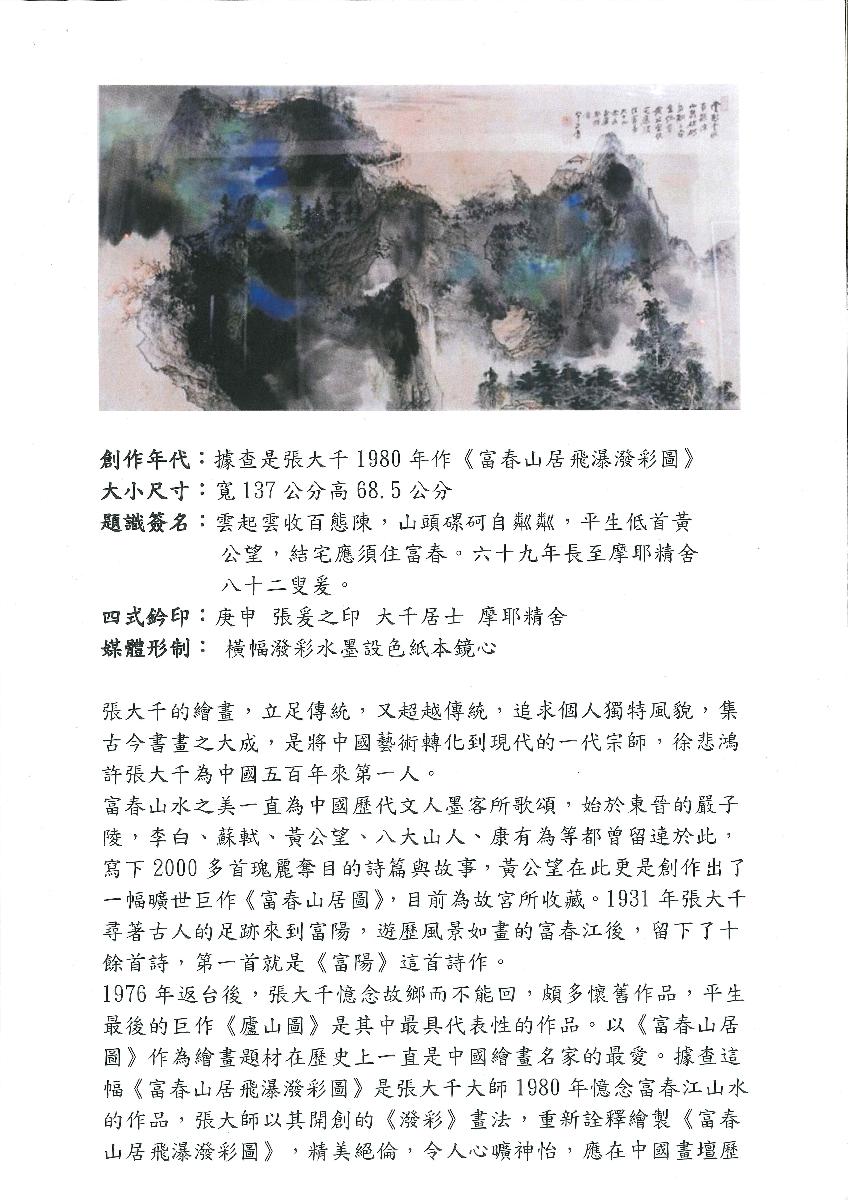 創作年代：據查是張大千1980 年作《富春山居飛瀑潑彩圖》
大小尺寸：寬 137 公分高 68.5 公分
題識簽名：雲起雲收百態陳，山頭磥砢自粼粼，平生低首黃
公望，結宅應須住富春。六十九年長至摩耶精舍
八十二叟爰。
四式鈐印：庚申 張爰之印 大千居士 摩耶精舍
媒體形制： 橫幅潑彩水墨設色紙本鏡心
張大千的繪畫，立足傳統，又超越傳統，追求個人獨特風貌，集
古今書畫之大成，是將中國藝術轉化到現代的一代宗師，徐悲鴻
許張大千為中國五百年來第一人。
富春山水之美一直為中國歷代文人墨客所歌頌，始於東晉的嚴子
陵，李白、蘇軾、黃公望、八大山人、康有為等都曾留連於此，
寫下 2000 多首瑰麗奪目的詩篇與故事，黃公望在此更是創作出了
一幅曠世巨作《富春山居圖》，目前為故宮所收藏。1931 年張大千
尋著古人的足跡來到富陽，遊歷風景如畫的富春江後，留下了十
餘首詩，第一首就是《富陽》這首詩作。
1976 年返台後，張大千憶念故鄉而不能回，頗多懷舊作品，平生
最後的巨作《廬山圖》是其中最具代表性的作品。以《富春山居
圖》作為繪畫題材在歷史上一直是中國繪畫名家的最愛。據查這
幅《富春山居飛瀑潑彩圖》是張大千大師 1980 年憶念富春江山水
的作品，張大師以其開創的《潑彩》畫法，重新詮釋繪製《富春
山居飛瀑潑彩圖》，精美絕倫，令人心曠神怡，應在中國畫壇歷